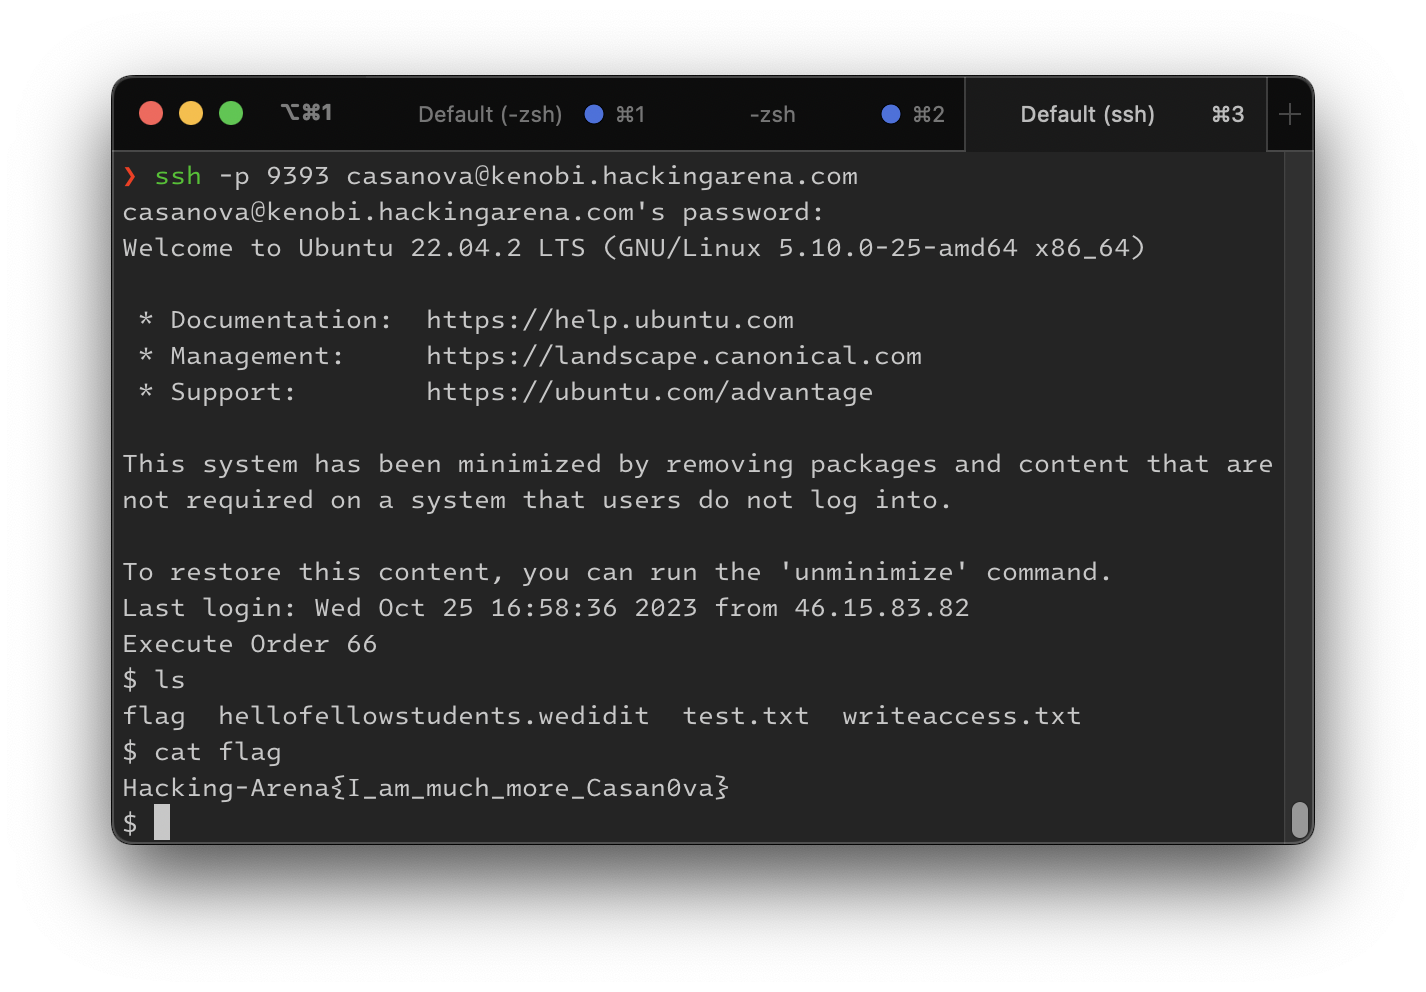 ⌥⌘1 Default (-zsh) ⌘1 -zsh ⌘2 Default (ssh) ⌘3 +
❯ ssh -p 9393 casanova@kenobi.hackingarena.com
casanova@kenobi.hackingarena.com's password:
Welcome to Ubuntu 22.04.2 LTS (GNU/Linux 5.10.0-25-amd64 x86_64)
* Documentation:  https://help.ubuntu.com
* Management:     https://landscape.canonical.com
* Support:        https://ubuntu.com/advantage
This system has been minimized by removing packages and content that are
not required on a system that users do not log into.
To restore this content, you can run the 'unminimize' command.
Last login: Wed Oct 25 16:58:36 2023 from 46.15.83.82
Execute Order 66
$ ls
flag  hellofellowstudents.wedidit  test.txt  writeaccess.txt
$ cat flag
Hacking-Arena{I_am_much_more_Casan0va}
$